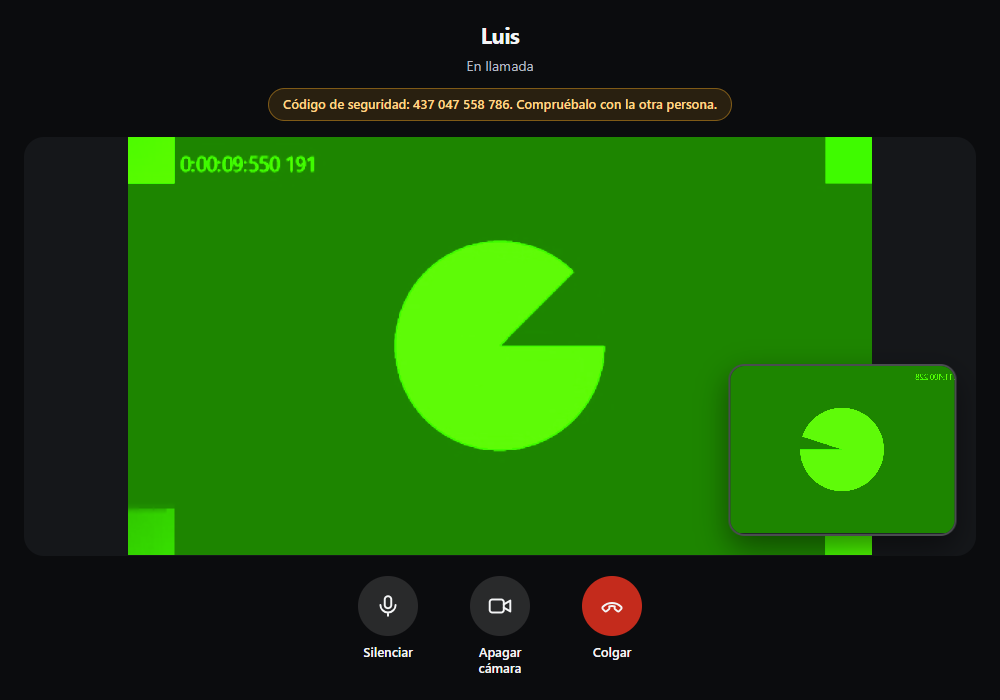 Luis
En llamada
Código de seguridad: 437 047 558 786. Compruébalo con la otra persona.
0:00:09:550 191
Silenciar
Apagar
cámara
Colgar